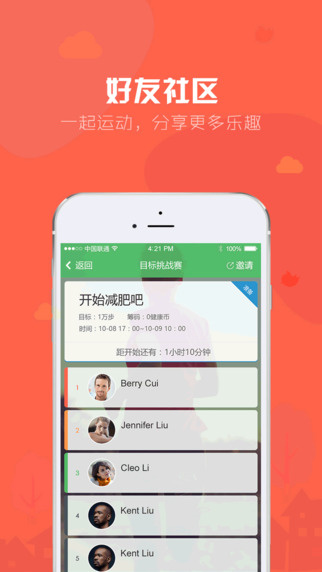 好友社区
一起运动，分享更多乐趣
中国联通 4:21 PM 100%
返回 目标挑战赛 邀请
开始减肥吧
目标：1万步 筹码：0健康币
时间：10-08 17：00~10-09 10：00
距开始还有：1小时10分钟
1 Berry Cui
2 Jennifer Liu
3 Cleo Li
4 Kent Liu
5 Kent Liu